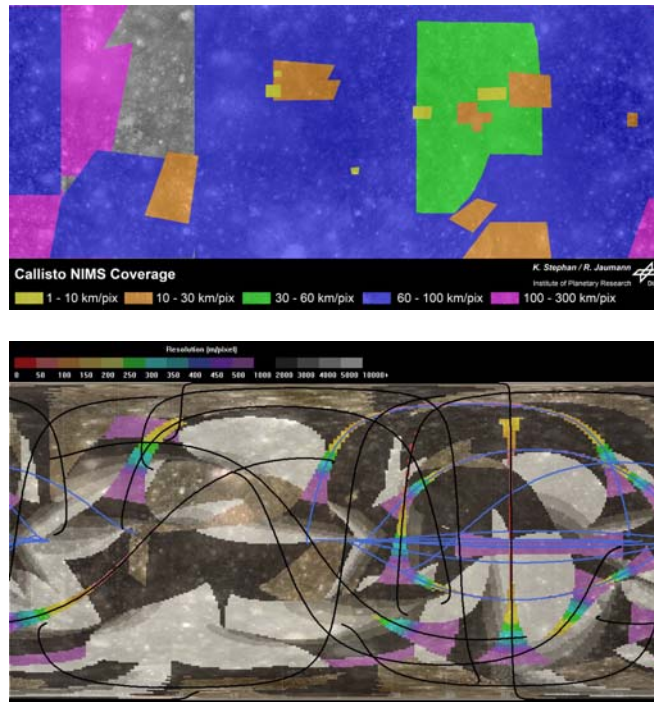 Callisto NIMS Coverage
K. Stephan / R. Jaumann
Institute of Planetary Research
1 - 10 km/pix 10 - 30 km/pix 30 - 60 km/pix 60 - 100 km/pix 100 - 300 km/pix
Resolution (m/pixel)
0 50 100 150 200 250 300 350 400 450 500 1000 2000 3000 4000 5000 10000+